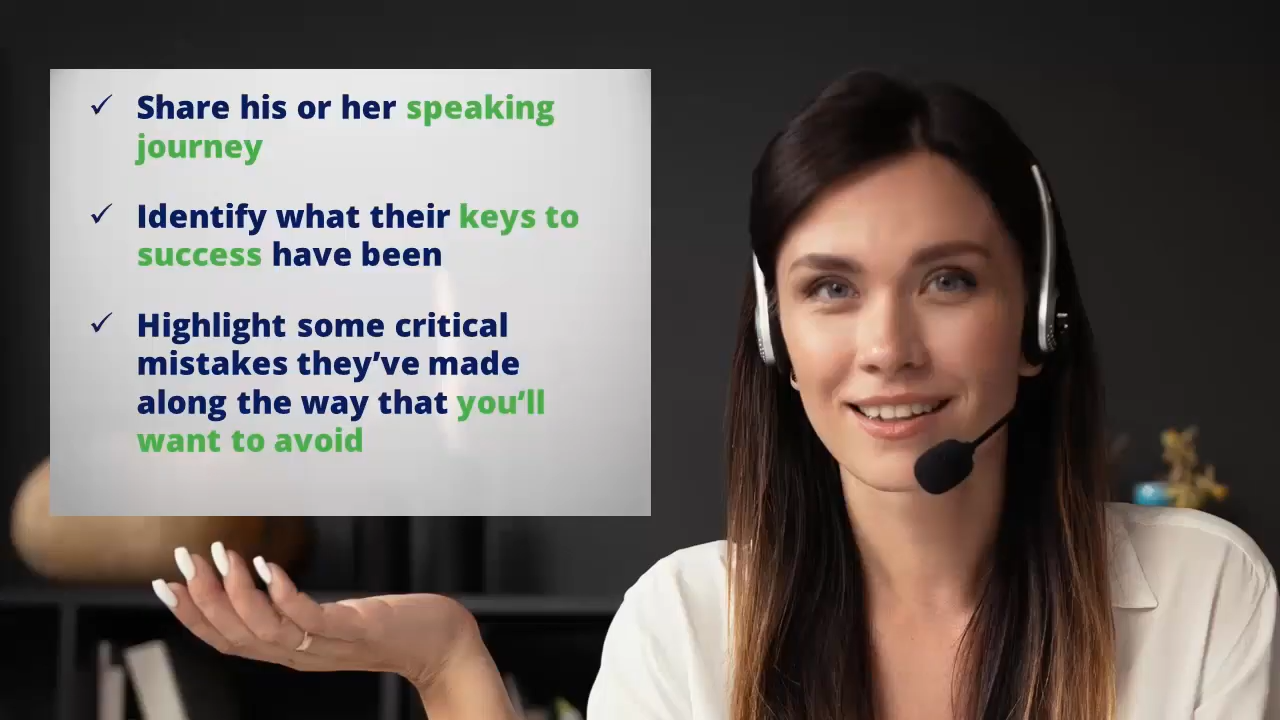 ✓ Share his or her speaking
journey
✓ Identify what their keys to
success have been
✓ Highlight some critical
mistakes they’ve made
along the way that you’ll
want to avoid